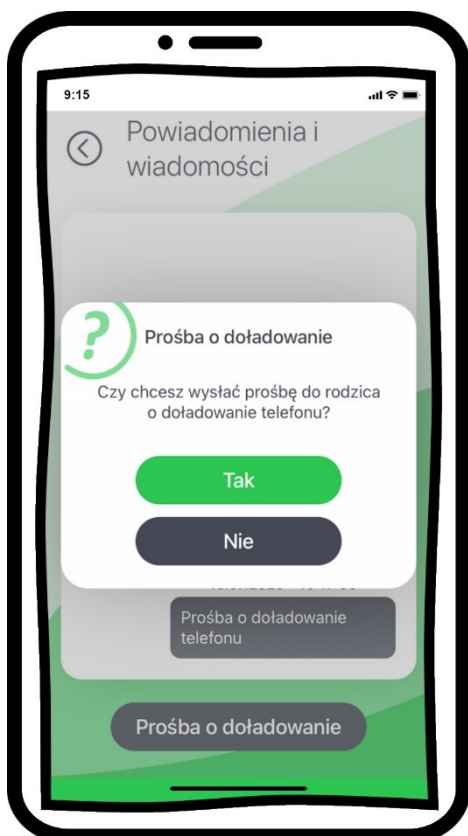 9:15
Powiadomienia i
wiadomości
?
Prośba o doładowanie
Czy chcesz wysłać prośbę do rodzica
o doładowanie telefonu?
Tak
Nie
Prośba o doładowanie
telefonu
Prośba o doładowanie